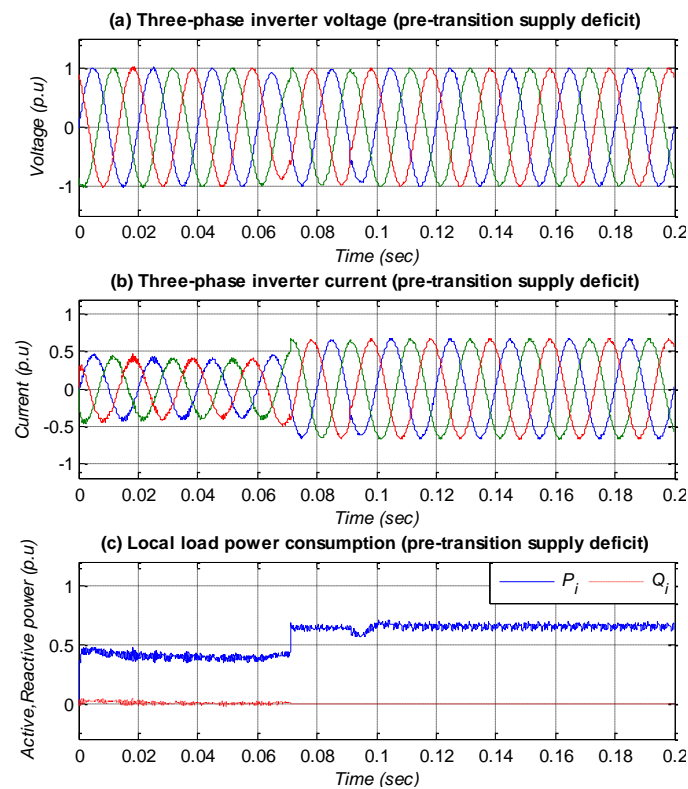 (a) Three-phase inverter voltage (pre-transition supply deficit)
Voltage (p.u)
1
0
-1
0 0.02 0.04 0.06 0.08 0.1 0.12 0.14 0.16 0.18 0.2
Time (sec)
(b) Three-phase inverter current (pre-transition supply deficit)
Current (p.u)
1
0.5
0
-0.5
-1
0 0.02 0.04 0.06 0.08 0.1 0.12 0.14 0.16 0.18 0.2
Time (sec)
(c) Local load power consumption (pre-transition supply deficit)
Active,Reactive power (p.u)
P_i Q_i
1
0.5
0
0 0.02 0.04 0.06 0.08 0.1 0.12 0.14 0.16 0.18 0.2
Time (sec)